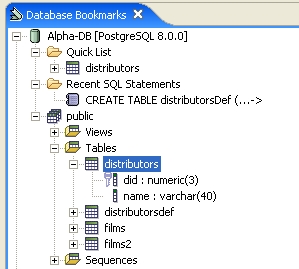 Database Bookmarks
Alpha-DB [PostgreSQL 8.0.0]
Quick List
distributors
Recent SQL Statements
CREATE TABLE distributorsDef (...->
public
Views
Tables
distributors
did : numeric(3)
name : varchar(40)
distributorsdef
films
films2
Sequences